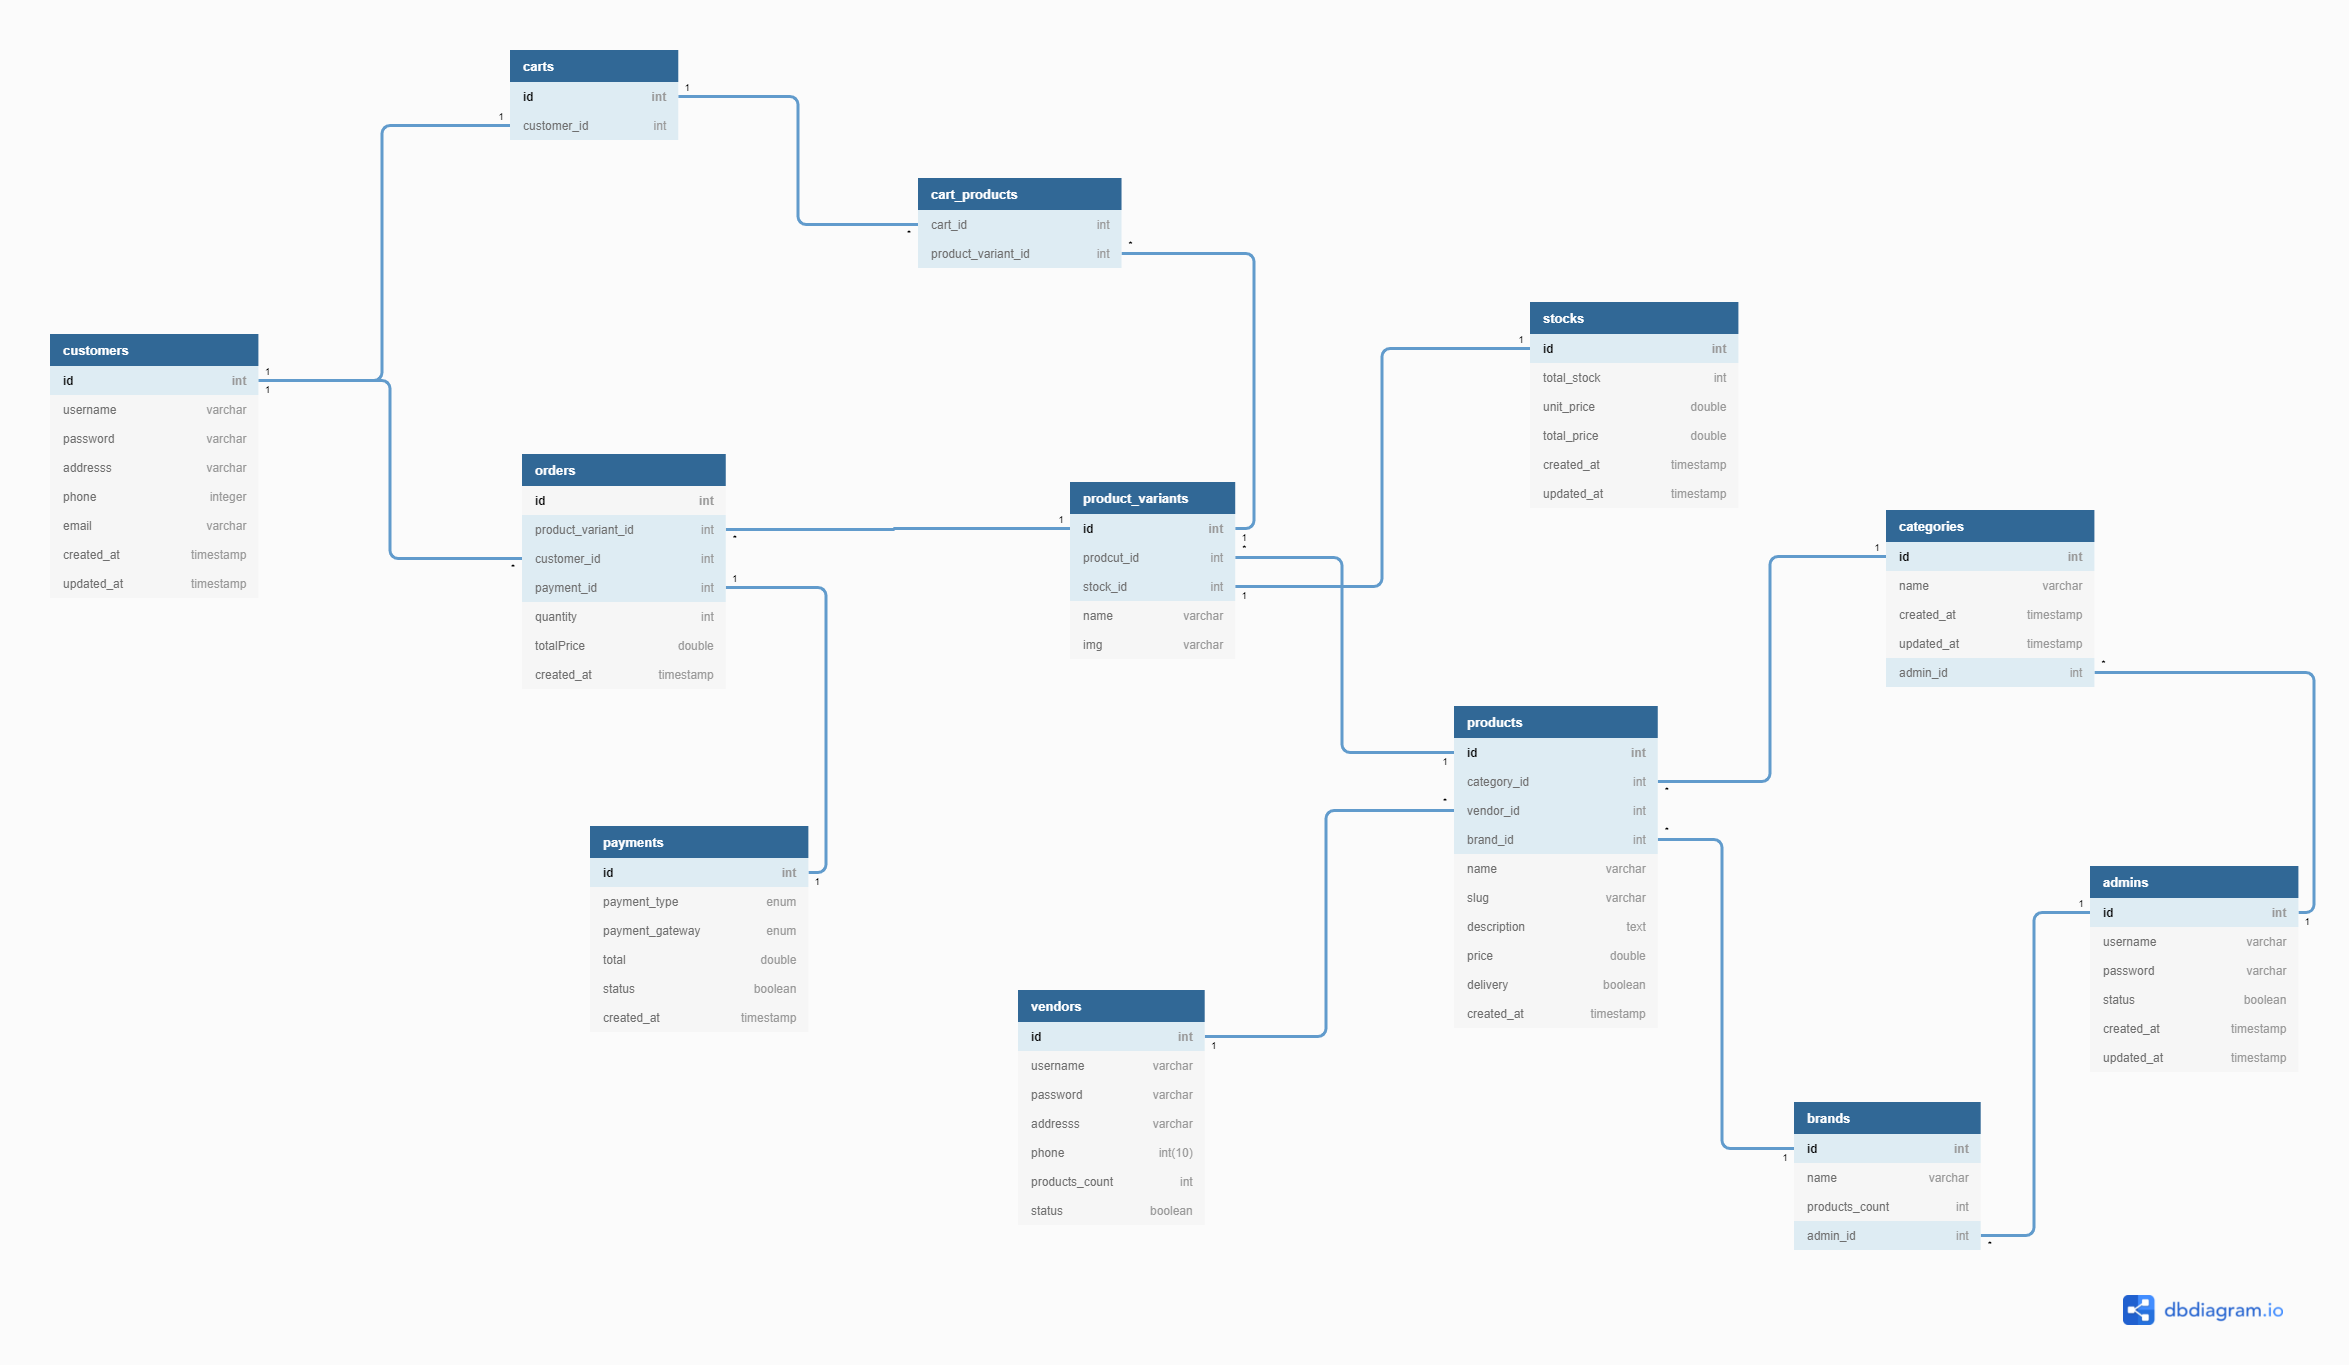 carts
id int
customer_id int
1
1
cart_products
cart_id int
product_variant_id int
*
*
customers
id int
username varchar
password varchar
addresss varchar
phone integer
email varchar
created_at timestamp
updated_at timestamp
1
1
orders
id int
product_variant_id int
customer_id int
payment_id int
quantity int
totalPrice double
created_at timestamp
*
*
1
product_variants
id int
prodcut_id int
stock_id int
name varchar
img varchar
1
1
*
1
stocks
id int
total_stock int
unit_price double
total_price double
created_at timestamp
updated_at timestamp
1
categories
id int
name varchar
created_at timestamp
updated_at timestamp
admin_id int
1
*
products
id int
category_id int
vendor_id int
brand_id int
name varchar
slug varchar
description text
price double
delivery boolean
created_at timestamp
1
*
*
*
payments
id int
payment_type enum
payment_gateway enum
total double
status boolean
created_at timestamp
1
vendors
id int
username varchar
password varchar
addresss varchar
phone int(10)
products_count int
status boolean
1
admins
id int
username varchar
password varchar
status boolean
created_at timestamp
updated_at timestamp
1
1
brands
id int
name varchar
products_count int
admin_id int
1
*
dbdiagram.io